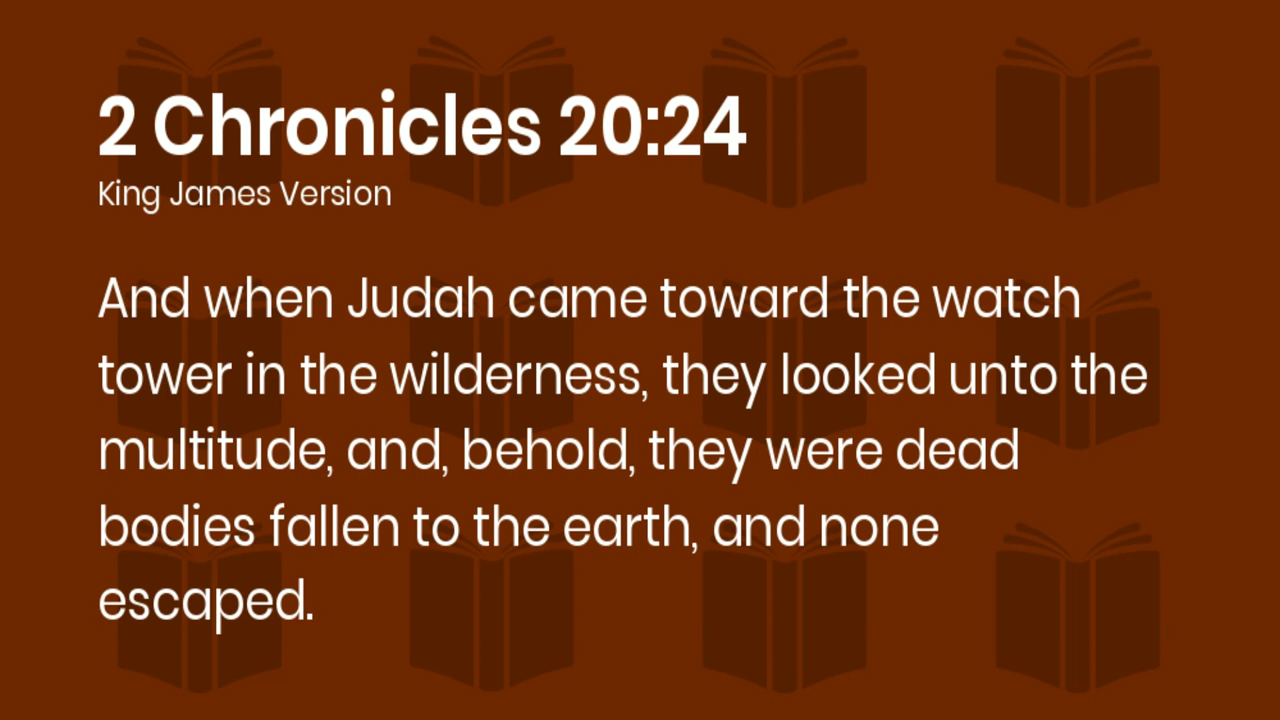 2 Chronicles 20:24
King James Version
And when Judah came toward the watch
tower in the wilderness, they looked unto the
multitude, and, behold, they were dead
bodies fallen to the earth, and none
escaped.